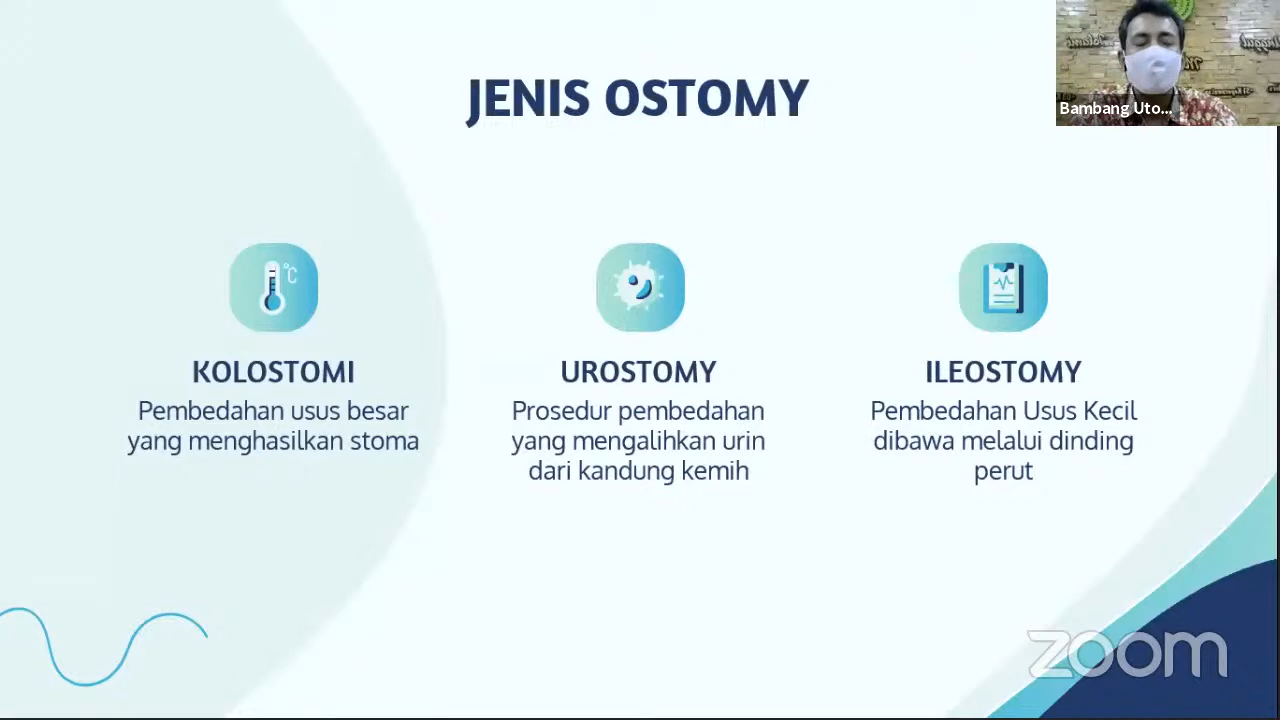 JENIS OSTOMY
Bambang Uto...
°C
KOLOSTOMI
Pembedahan usus besar
yang menghasilkan stoma
UROSTOMY
Prosedur pembedahan
yang mengalihkan urin
dari kandung kemih
ILEOSTOMY
Pembedahan Usus Kecil
dibawa melalui dinding
perut
zoom